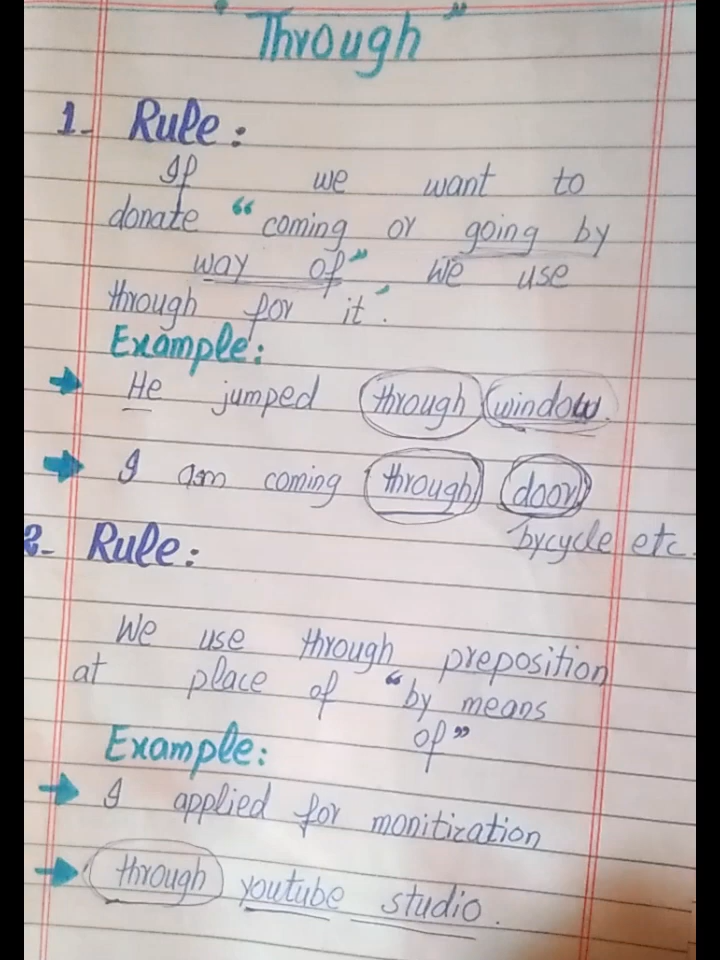 "Through"
1- Rule:
If we want to
donate "coming or going by
way of" we use
through for it.
Example:
He jumped through window.
I am coming through door
bycycle etc.
2- Rule:
We use through preposition
at place of "by means
of"
Example:
I applied for monitization
through youtube studio.